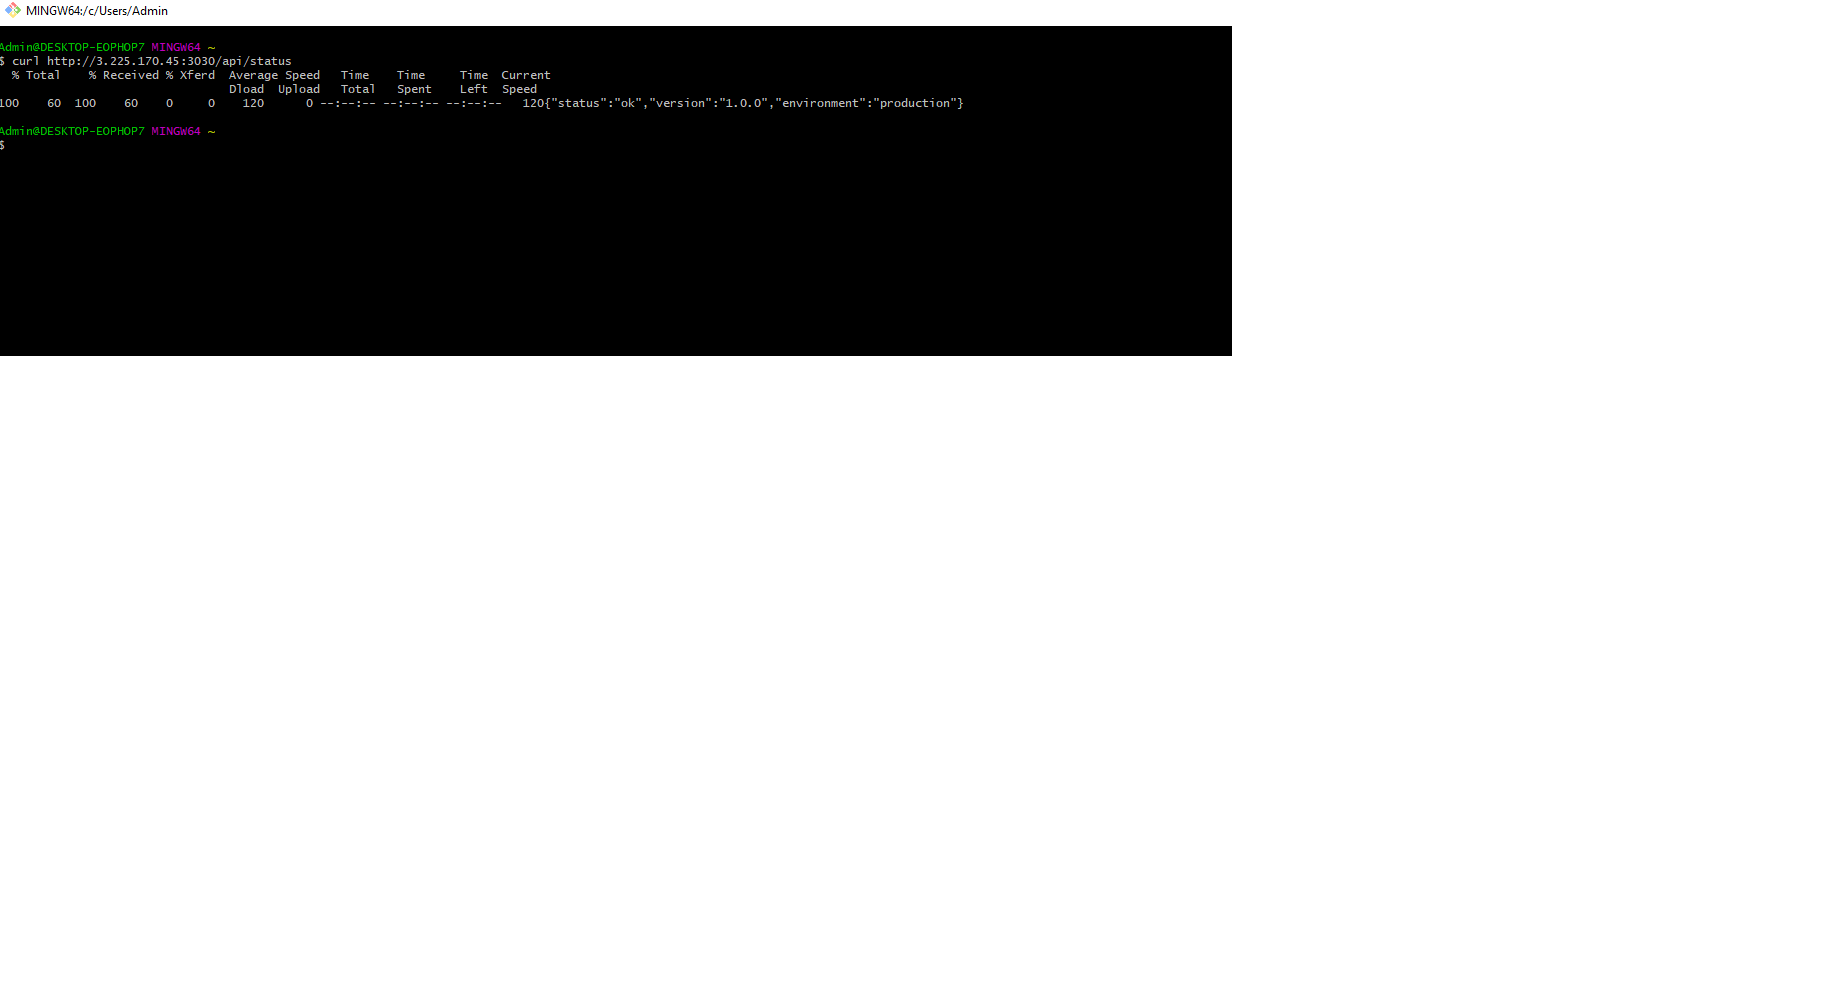 MINGW64:/c/Users/Admin
Admin@DESKTOP-EOPHOP7 MINGW64 ~
$ curl http://3.225.170.45:3030/api/status
% Total % Received % Xferd Average Speed Time Time Time Current
Dload Upload Total Spent Left Speed
100 60 100 60 0 0 120 0 --:--:-- --:--:-- --:--:-- 120{"status":"ok","version":"1.0.0","environment":"production"}
Admin@DESKTOP-EOPHOP7 MINGW64 ~
$